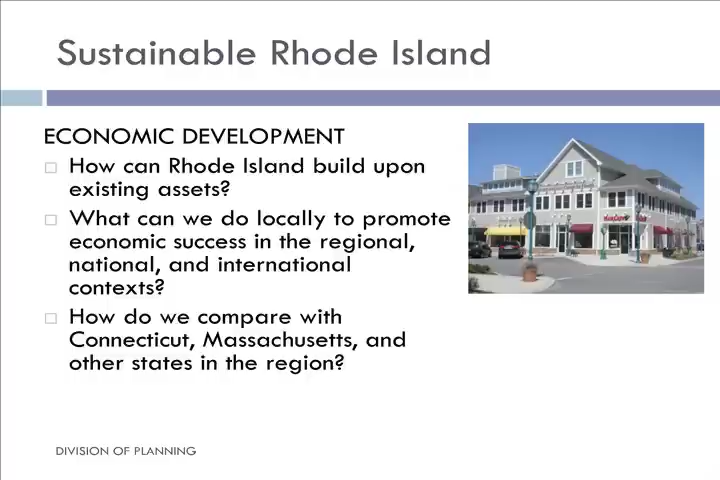 Sustainable Rhode Island
ECONOMIC DEVELOPMENT
How can Rhode Island build upon
existing assets?
What can we do locally to promote
economic success in the regional,
national, and international
contexts?
How do we compare with
Connecticut, Massachusetts, and
other states in the region?
DIVISION OF PLANNING